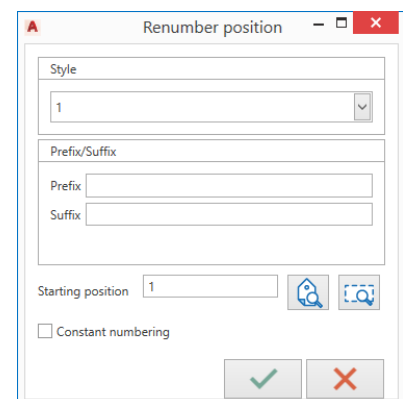 A Renumber position
Style
1
Prefix/Suffix
Prefix
Suffix
Starting position 1
Constant numbering